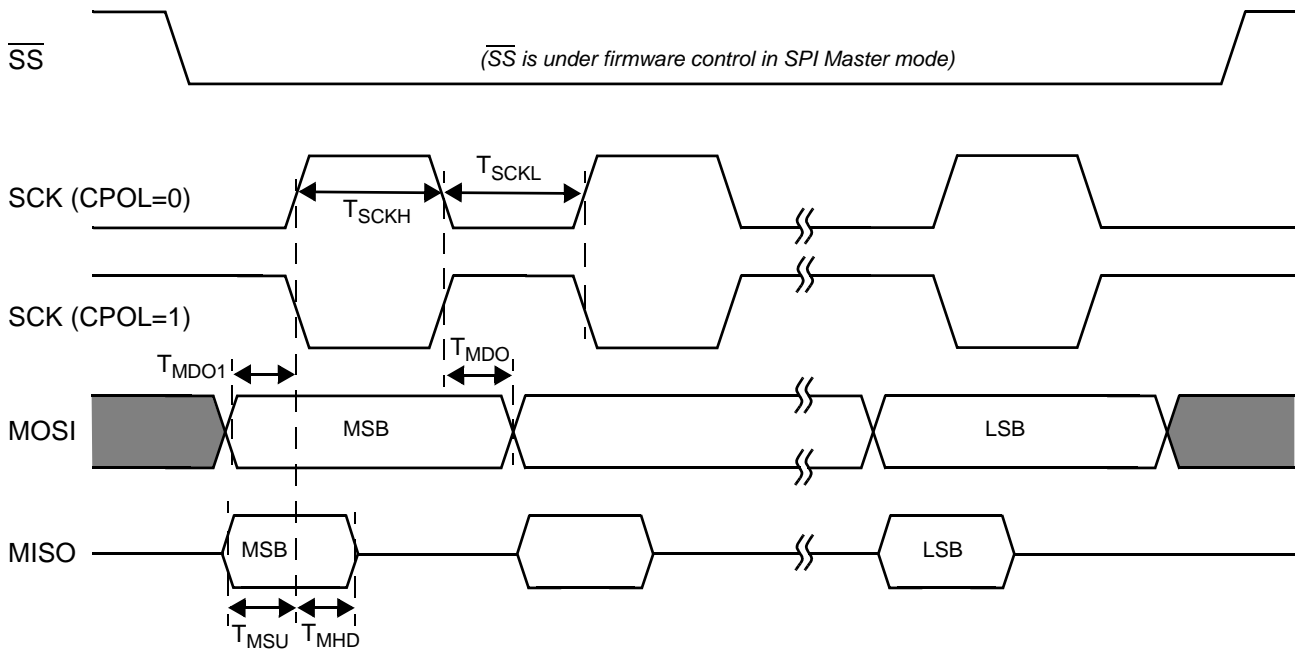 SS
(SS is under firmware control in SPI Master mode)
SCK (CPOL=0)
TSCKH
TSCKL
SCK (CPOL=1)
TMDO1
TMDO
MOSI
MSB
LSB
MISO
MSB
LSB
TMSU
TMHD